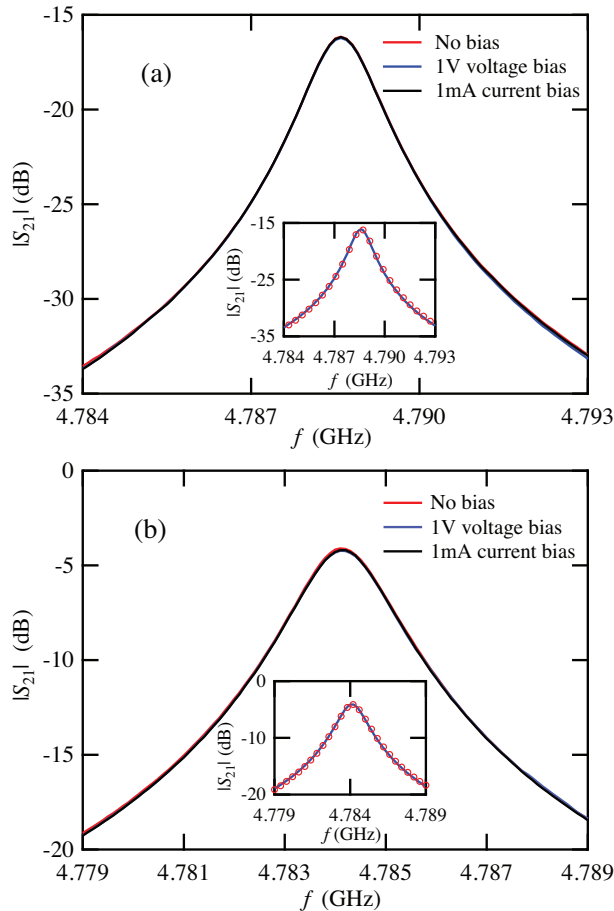 -15
No bias
1V voltage bias
1mA current bias
(a)
-20
|S21| (dB)
-25
-30
-35
-15
-25
-35
|S21| (dB)
4.784 4.787 4.790 4.793
f (GHz)
4.784 4.787 4.790 4.793
f (GHz)
0
No bias
1V voltage bias
1mA current bias
(b)
-5
|S21| (dB)
-10
-15
-20
0
-10
-20
|S21| (dB)
4.779 4.784 4.789
f (GHz)
4.779 4.781 4.783 4.785 4.787 4.789
f (GHz)